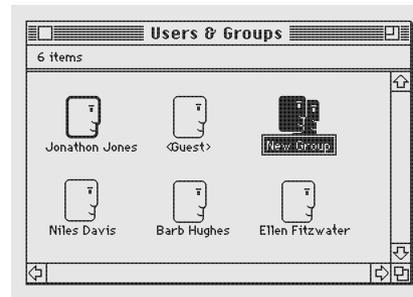 Users & Groups
6 items
Jonathon Jones
<Guest>
New Group
Niles Davis
Barb Hughes
Ellen Fitzwater